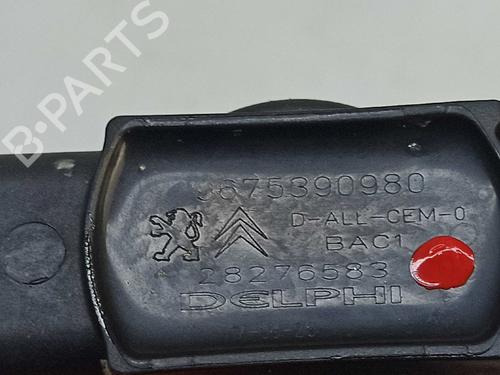 B-PARTS
9675390980
D-ALL-CEM-0
BAC1
28276583
DELPHI